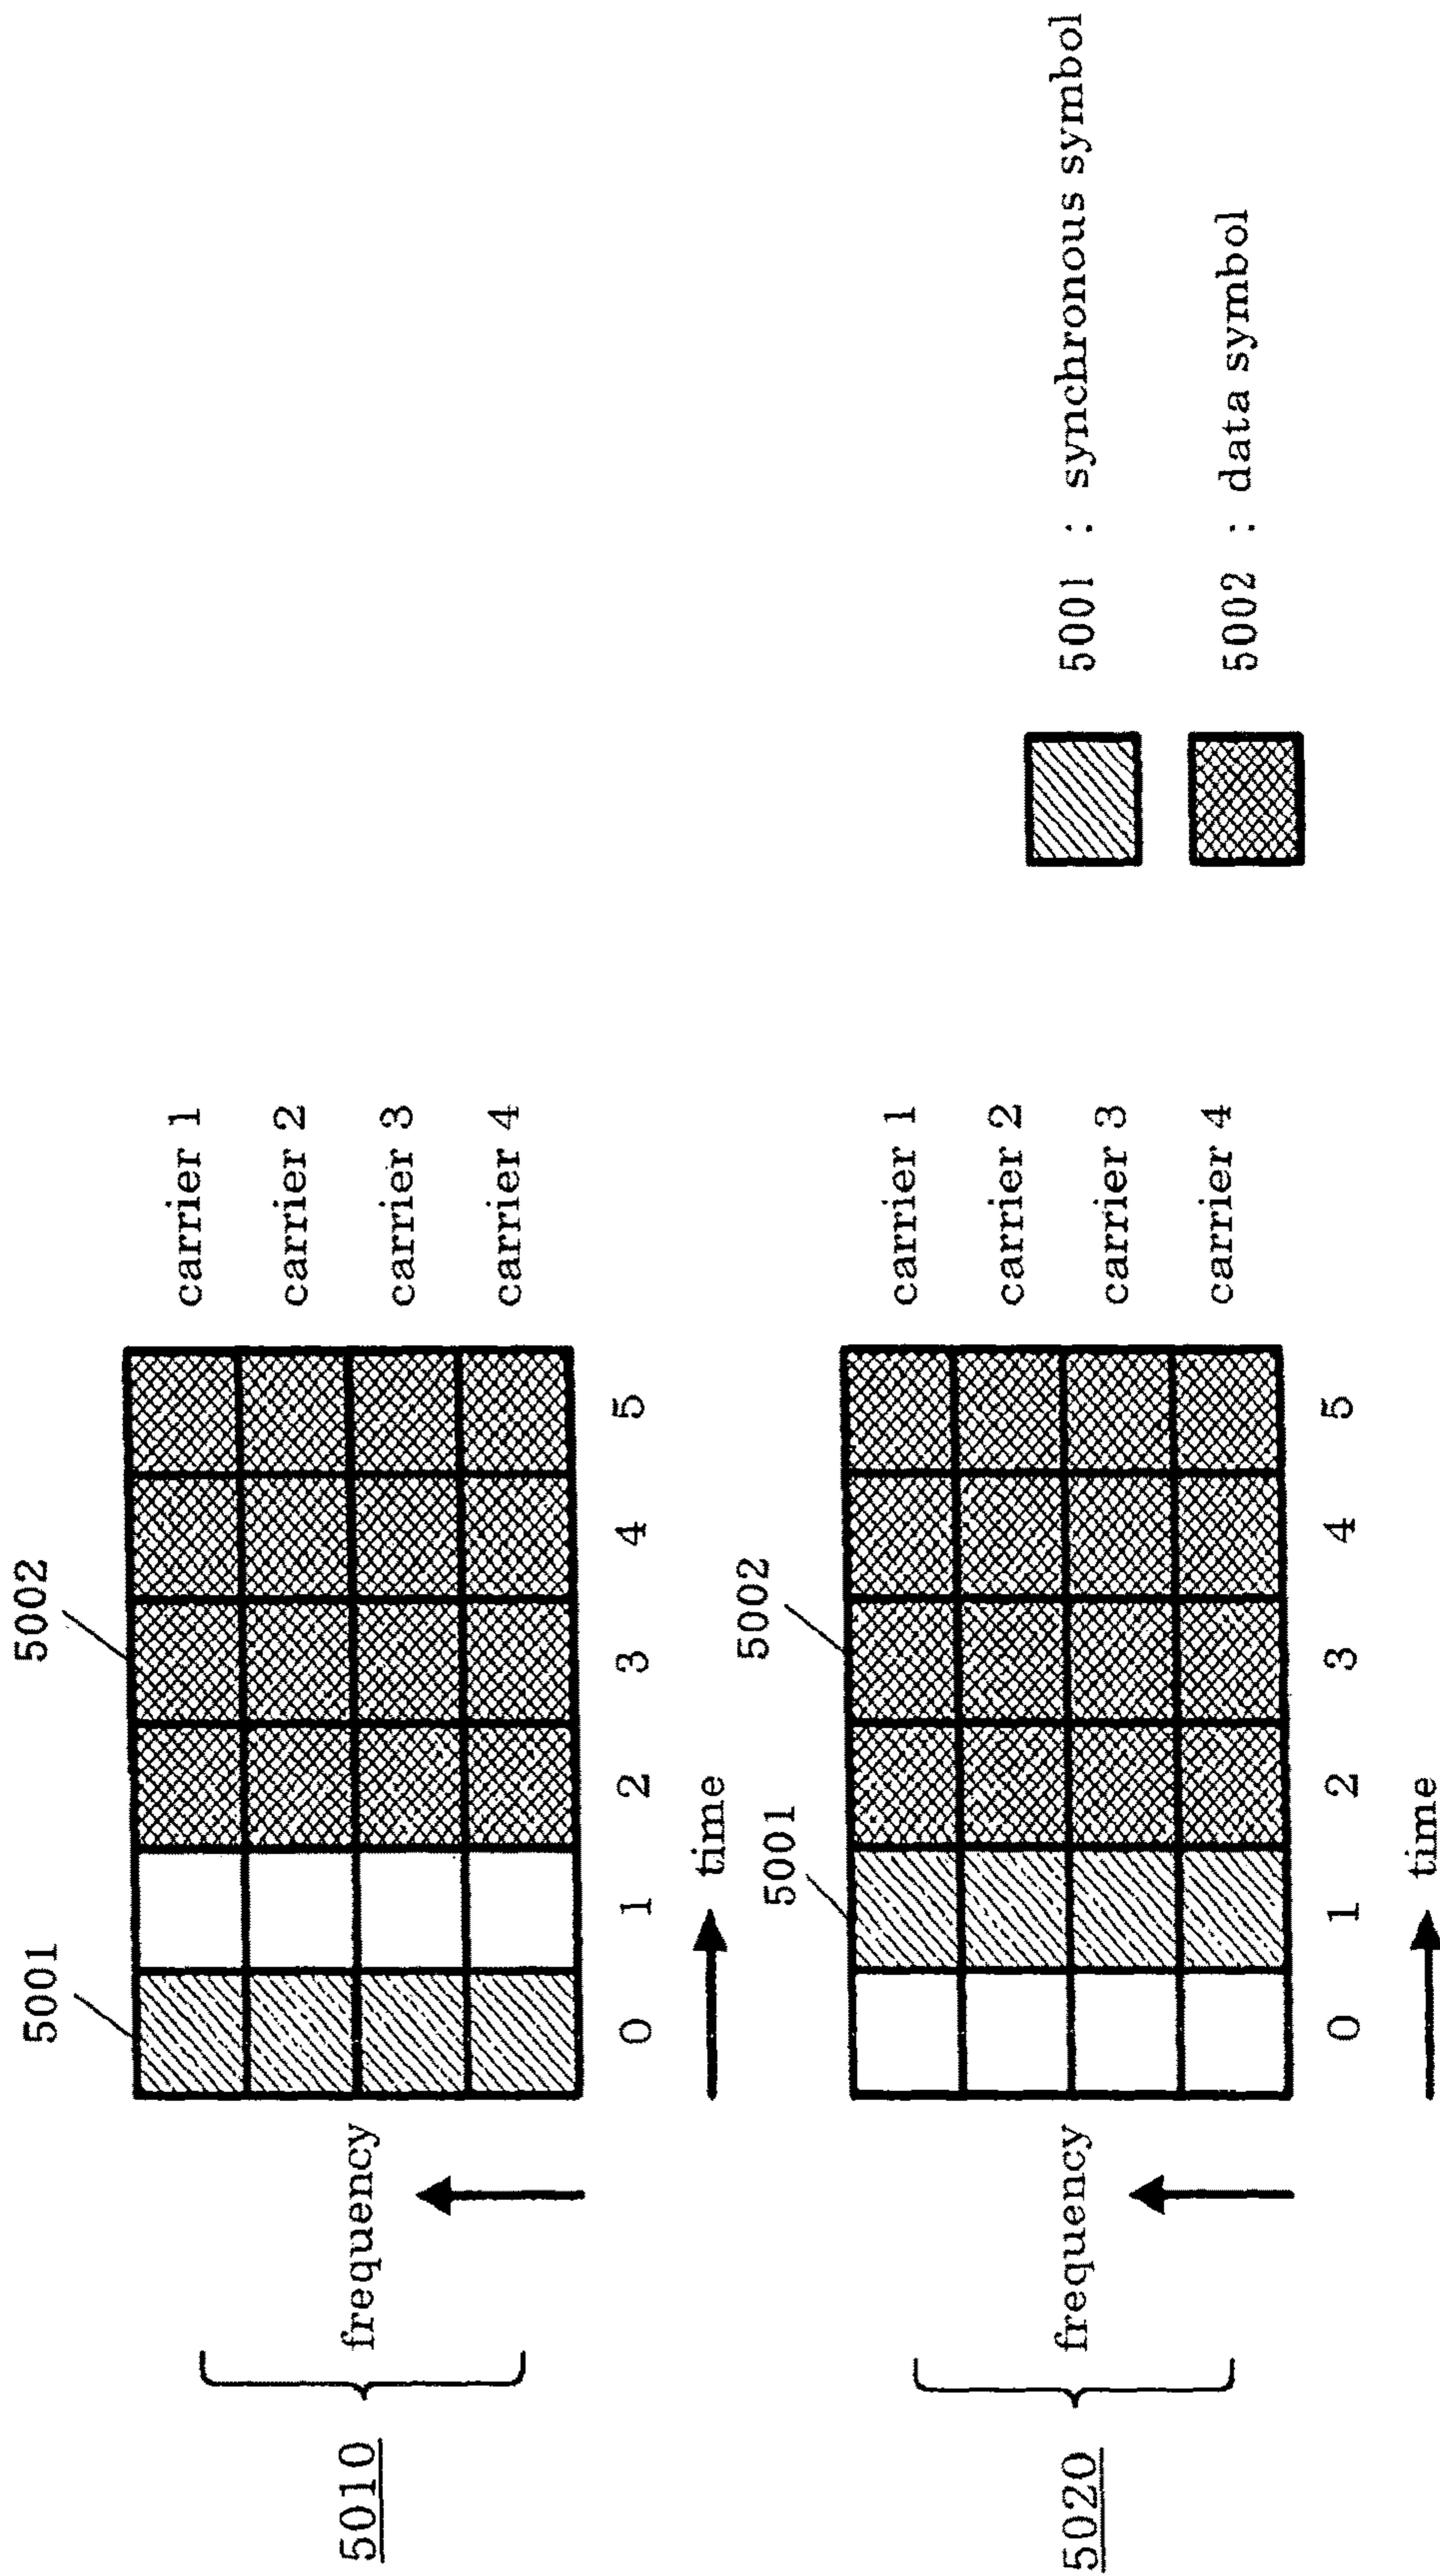 5010
frequency
5001
5002
carrier 1
carrier 2
carrier 3
carrier 4
0 1 2 3 4 5
time
5020
frequency
5001
5002
carrier 1
carrier 2
carrier 3
carrier 4
0 1 2 3 4 5
time
5001 : synchronous symbol
5002 : data symbol